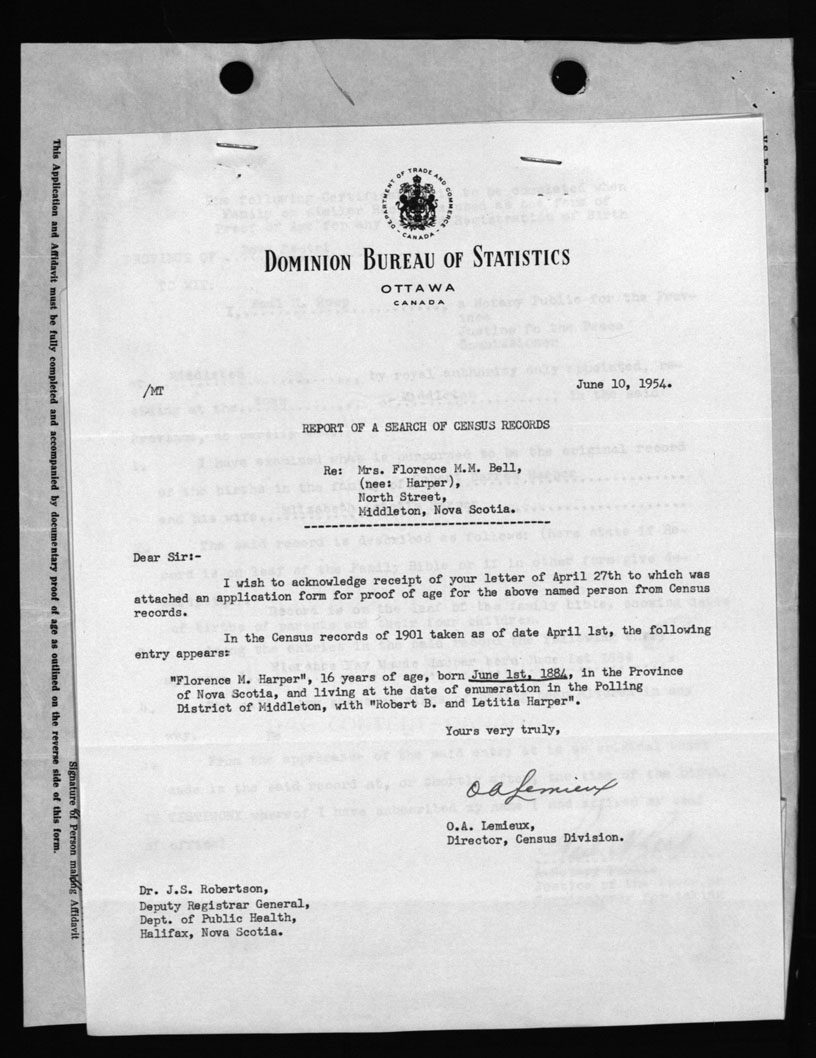 DEPARTMENT OF TRADE AND COMMERCE
CANADA
DOMINION BUREAU OF STATISTICS
OTTAWA
CANADA
/MT
June 10, 1954.
REPORT OF A SEARCH OF CENSUS RECORDS
Re: Mrs. Florence M.M. Bell,
(nee: Harper),
North Street,
Middleton, Nova Scotia.
Dear Sir:-
I wish to acknowledge receipt of your letter of April 27th to which was
attached an application form for proof of age for the above named person from Census
records.
In the Census records of 1901 taken as of date April 1st, the following
entry appears:
"Florence M. Harper", 16 years of age, born June 1st, 1884, in the Province
of Nova Scotia, and living at the date of enumeration in the Polling
District of Middleton, with "Robert B. and Letitia Harper".
Yours very truly,
O A Lemieux
O.A. Lemieux,
Director, Census Division.
Dr. J.S. Robertson,
Deputy Registrar General,
Dept. of Public Health,
Halifax, Nova Scotia.
This Application and Affidavit must be fully completed and accompanied by documentary proof of age as outlined on the reverse side of this form.
Signature of Person making Affidavit